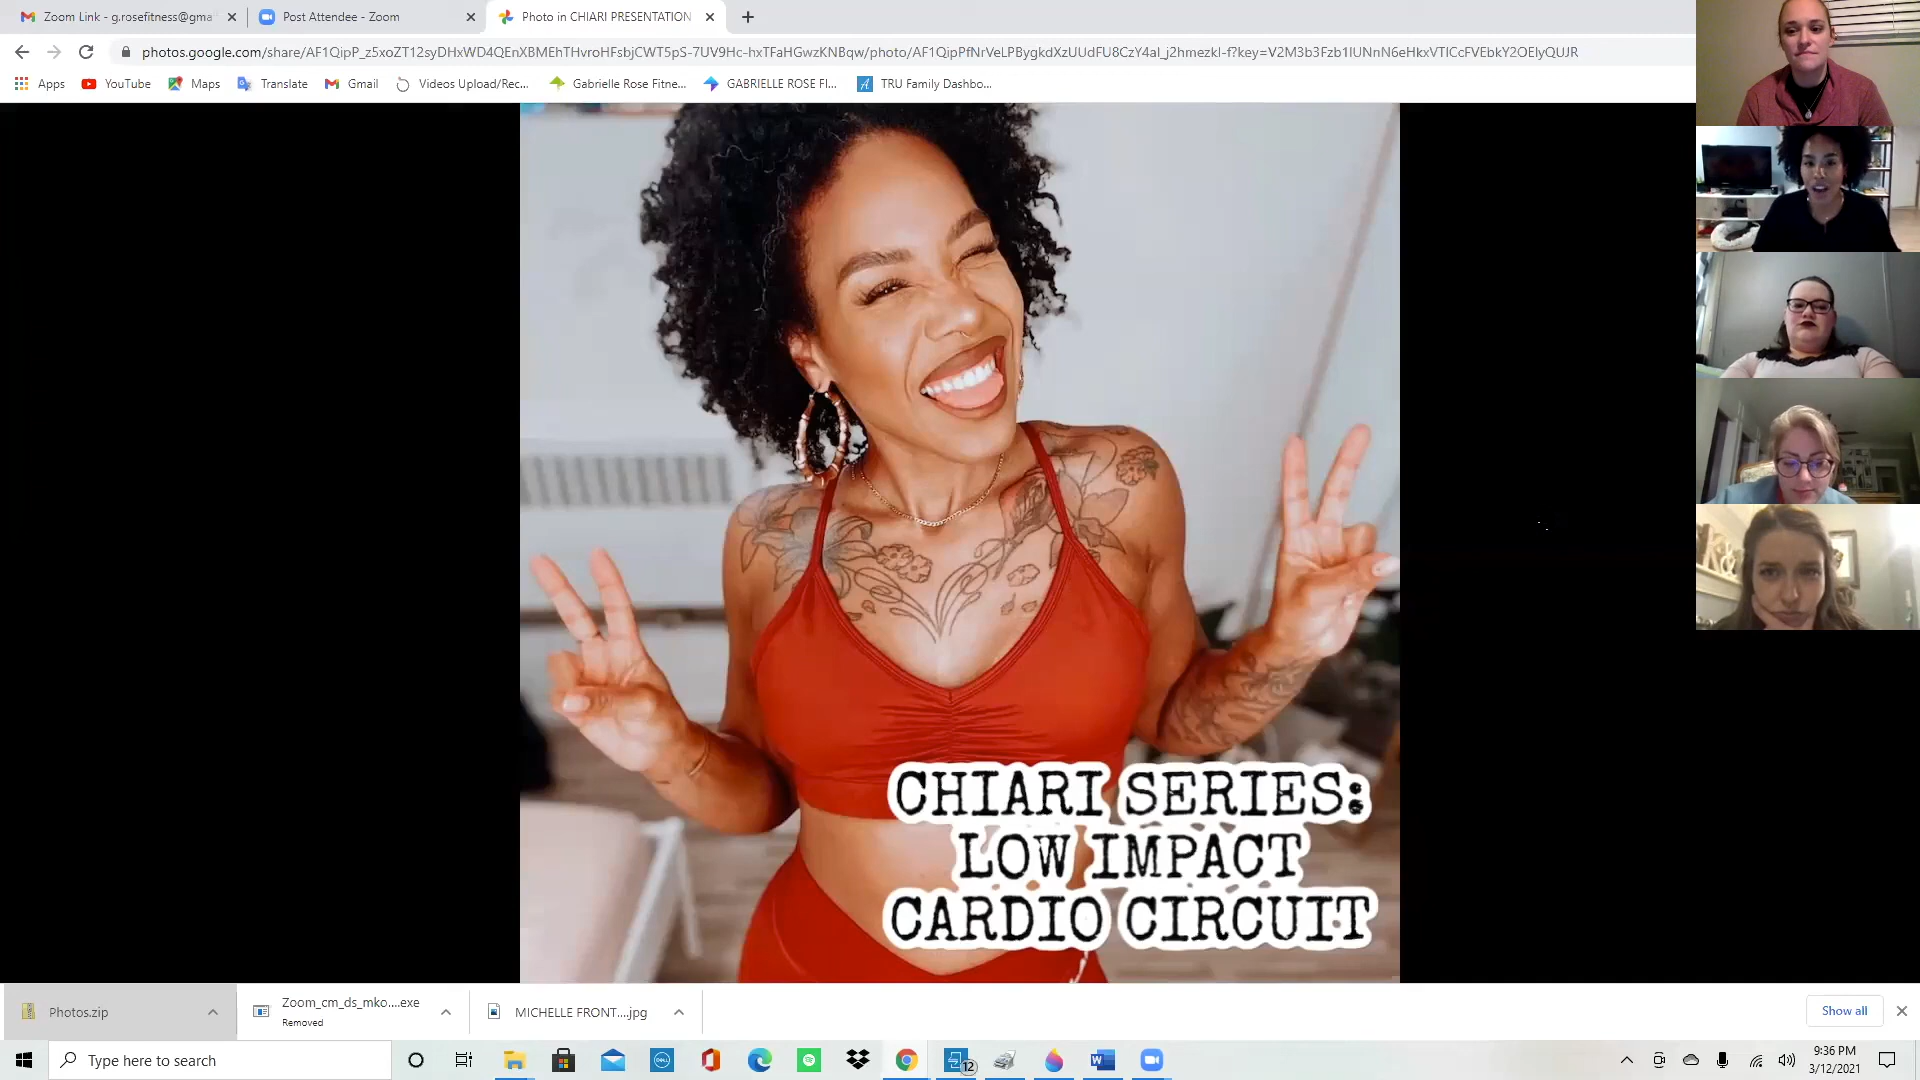 Zoom Link - g.rosefitness@gma
Post Attendee - Zoom
Photo in CHIARI PRESENTATION
photos.google.com/share/AF1QipP_z5xoZT12syDHxWD4QEnXBMEhTHvroHFsbjCWT5pS-7UV9Hc-hxTFaHGwzKNBqw/photo/AF1QipPfNrVeLPBygkdXzUUdFU8CzY4al_j2hmezkI-f?key=V2M3b3Fzb1lUNnN6eHkxVTlCcFVEbkY2OElyQUJR
Apps
YouTube
Maps
Translate
Gmail
Videos Upload/Rec...
Gabrielle Rose Fitne...
GABRIELLE ROSE FI...
TRU Family Dashbo...
CHIARI SERIES:
LOW IMPACT
CARDIO CIRCUIT
Photos.zip
Zoom_cm_ds_mko....exe
Removed
MICHELLE FRONT....jpg
Show all
Type here to search
12
9:36 PM
3/12/2021